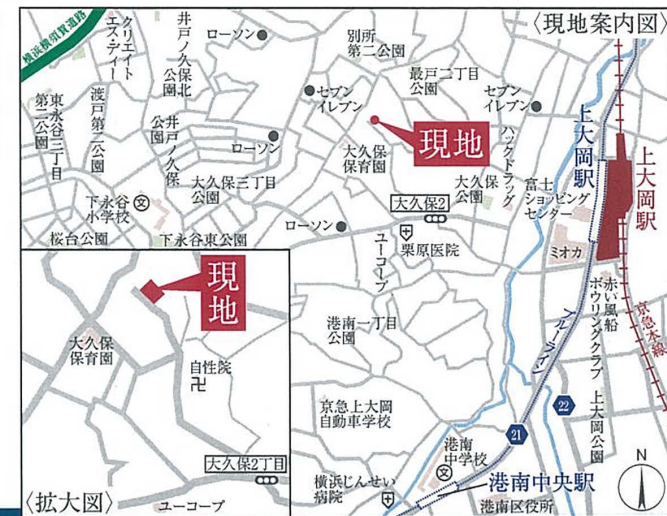 〈現地案内図〉
横浜横須賀道路
クリエイト
エス・ディー
井戸ノ久保北
公園
ローソン
別所
第二公園
最戸二丁目
公園
セブン
イレブン
セブン
イレブン
東永谷三丁目
第二公園
渡戸第二公園
井戸ノ久保
公園
ローソン
現地
大久保
保育園
ハックドラッグ
上大岡駅
上大岡駅
大久保三丁目
公園
大久保
公園
富士
ショッピング
センター
下永谷
小学校
文
大久保2
ローソン
桜台公園
下永谷東公園
栗原医院
ユーコープ
ミオカ
赤い風船
ボウリングクラブ
京急本線
ブルーライン
港南一丁目
公園
上大岡公園
京急上大岡
自動車学校
22
21
港南
中学校
文
N
横浜じんせい
病院
港南中央駅
港南区役所
現地
大久保
保育園
自性院
卍
大久保2丁目
〈拡大図〉
ユーコープ